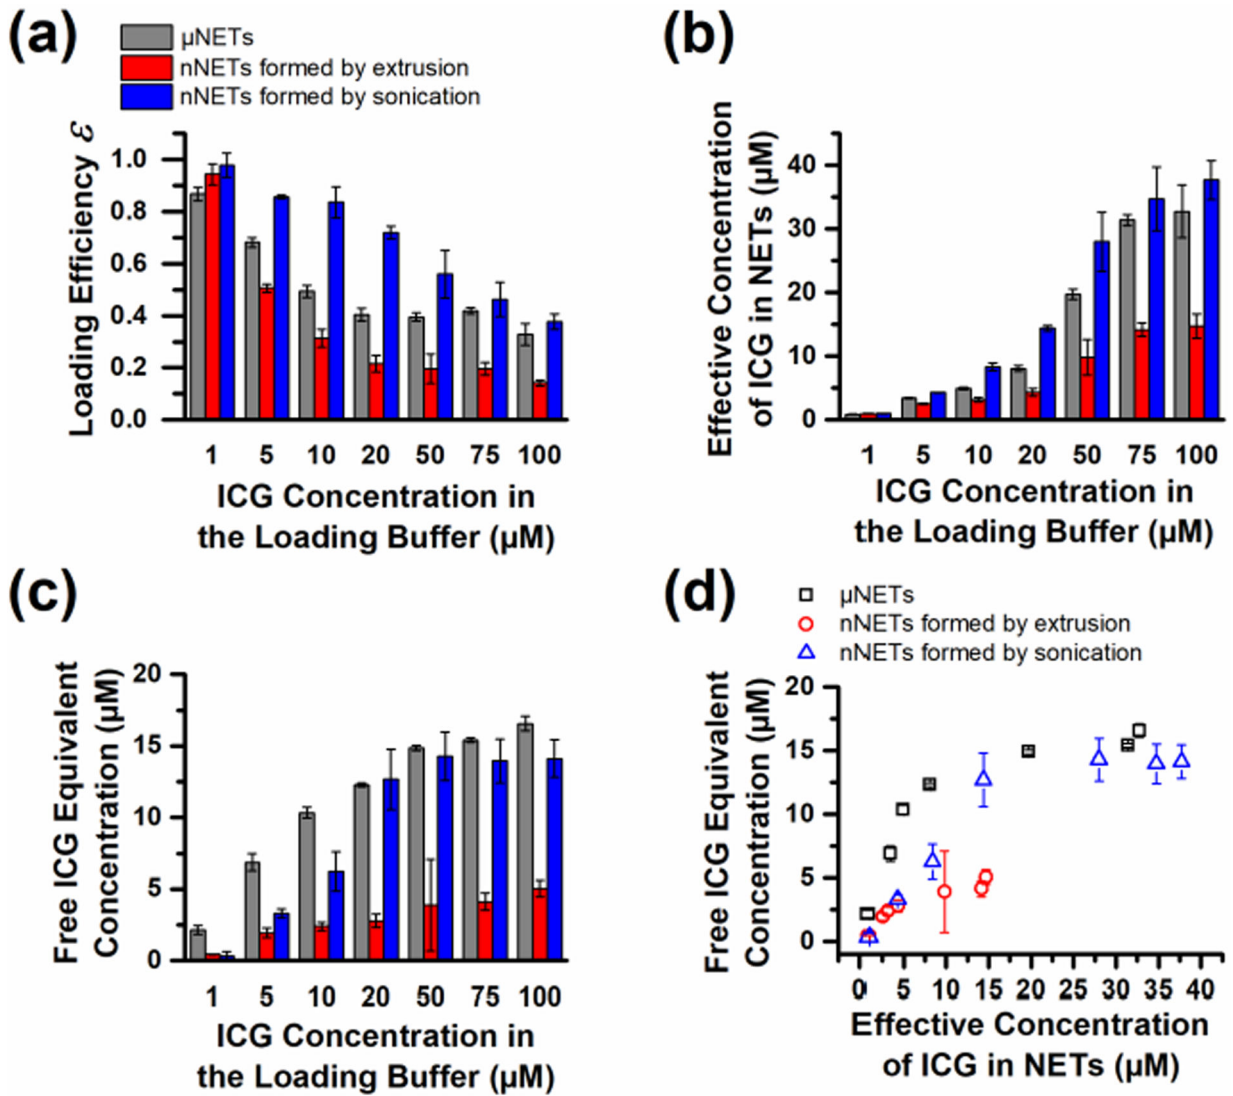 (a)
µNETs
nNETs formed by extrusion
nNETs formed by sonication
Loading Efficiency ε
1.0
0.8
0.6
0.4
0.2
0.0
1 5 10 20 50 75 100
ICG Concentration in
the Loading Buffer (µM)
(b)
Effective Concentration
of ICG in NETs (µM)
40
30
20
10
0
1 5 10 20 50 75 100
ICG Concentration in
the Loading Buffer (µM)
(c)
Free ICG Equivalent
Concentration (µM)
20
15
10
5
0
1 5 10 20 50 75 100
ICG Concentration in
the Loading Buffer (µM)
(d)
µNETs
nNETs formed by extrusion
nNETs formed by sonication
Free ICG Equivalent
Concentration (µM)
20
15
10
5
0
0 5 10 15 20 25 30 35 40
Effective Concentration
of ICG in NETs (µM)